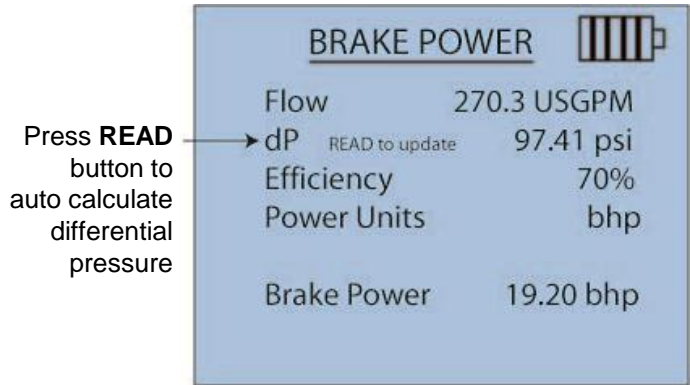 BRAKE POWER
Flow 270.3 USGPM
dP READ to update 97.41 psi
Efficiency 70%
Power Units bhp
Brake Power 19.20 bhp
Press READ
button to
auto calculate
differential
pressure